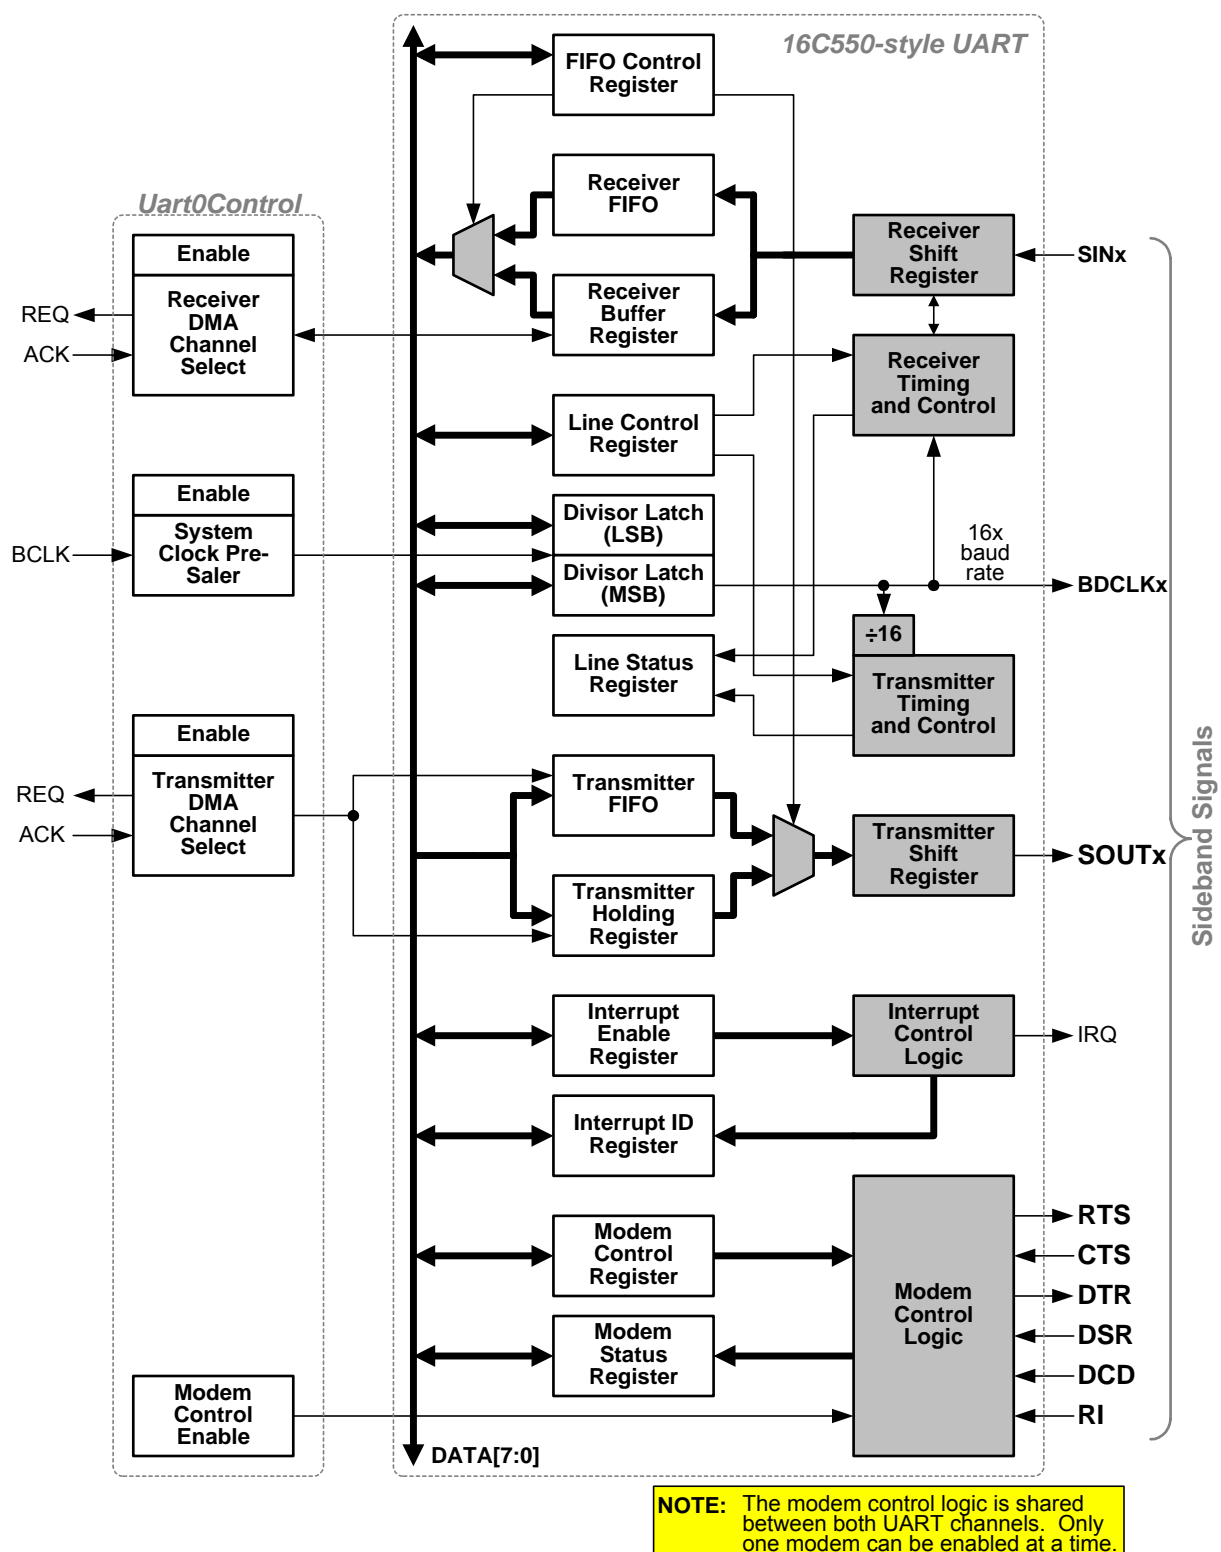 16C550-style UART
FIFO Control
Register
Receiver
FIFO
Uart0Control
Receiver
Shift
Register
SINx
Enable
Receiver
DMA
Channel
Select
REQ
ACK
Receiver
Buffer
Register
Receiver
Timing
and Control
Line Control
Register
Enable
System
Clock Pre-
Saler
BCLK
Divisor Latch
(LSB)
Divisor Latch
(MSB)
16x
baud
rate
BDCLKx
÷16
Line Status
Register
Transmitter
Timing
and Control
Enable
Transmitter
DMA
Channel
Select
REQ
ACK
Transmitter
FIFO
Transmitter
Shift
Register
SOUTx
Sideband Signals
Transmitter
Holding
Register
Interrupt
Enable
Register
Interrupt
Control
Logic
IRQ
Interrupt ID
Register
Modem
Control
Register
Modem
Control
Logic
RTS
CTS
DTR
DSR
DCD
RI
Modem
Status
Register
Modem
Control
Enable
DATA[7:0]
NOTE: The modem control logic is shared
between both UART channels. Only
one modem can be enabled at a time.